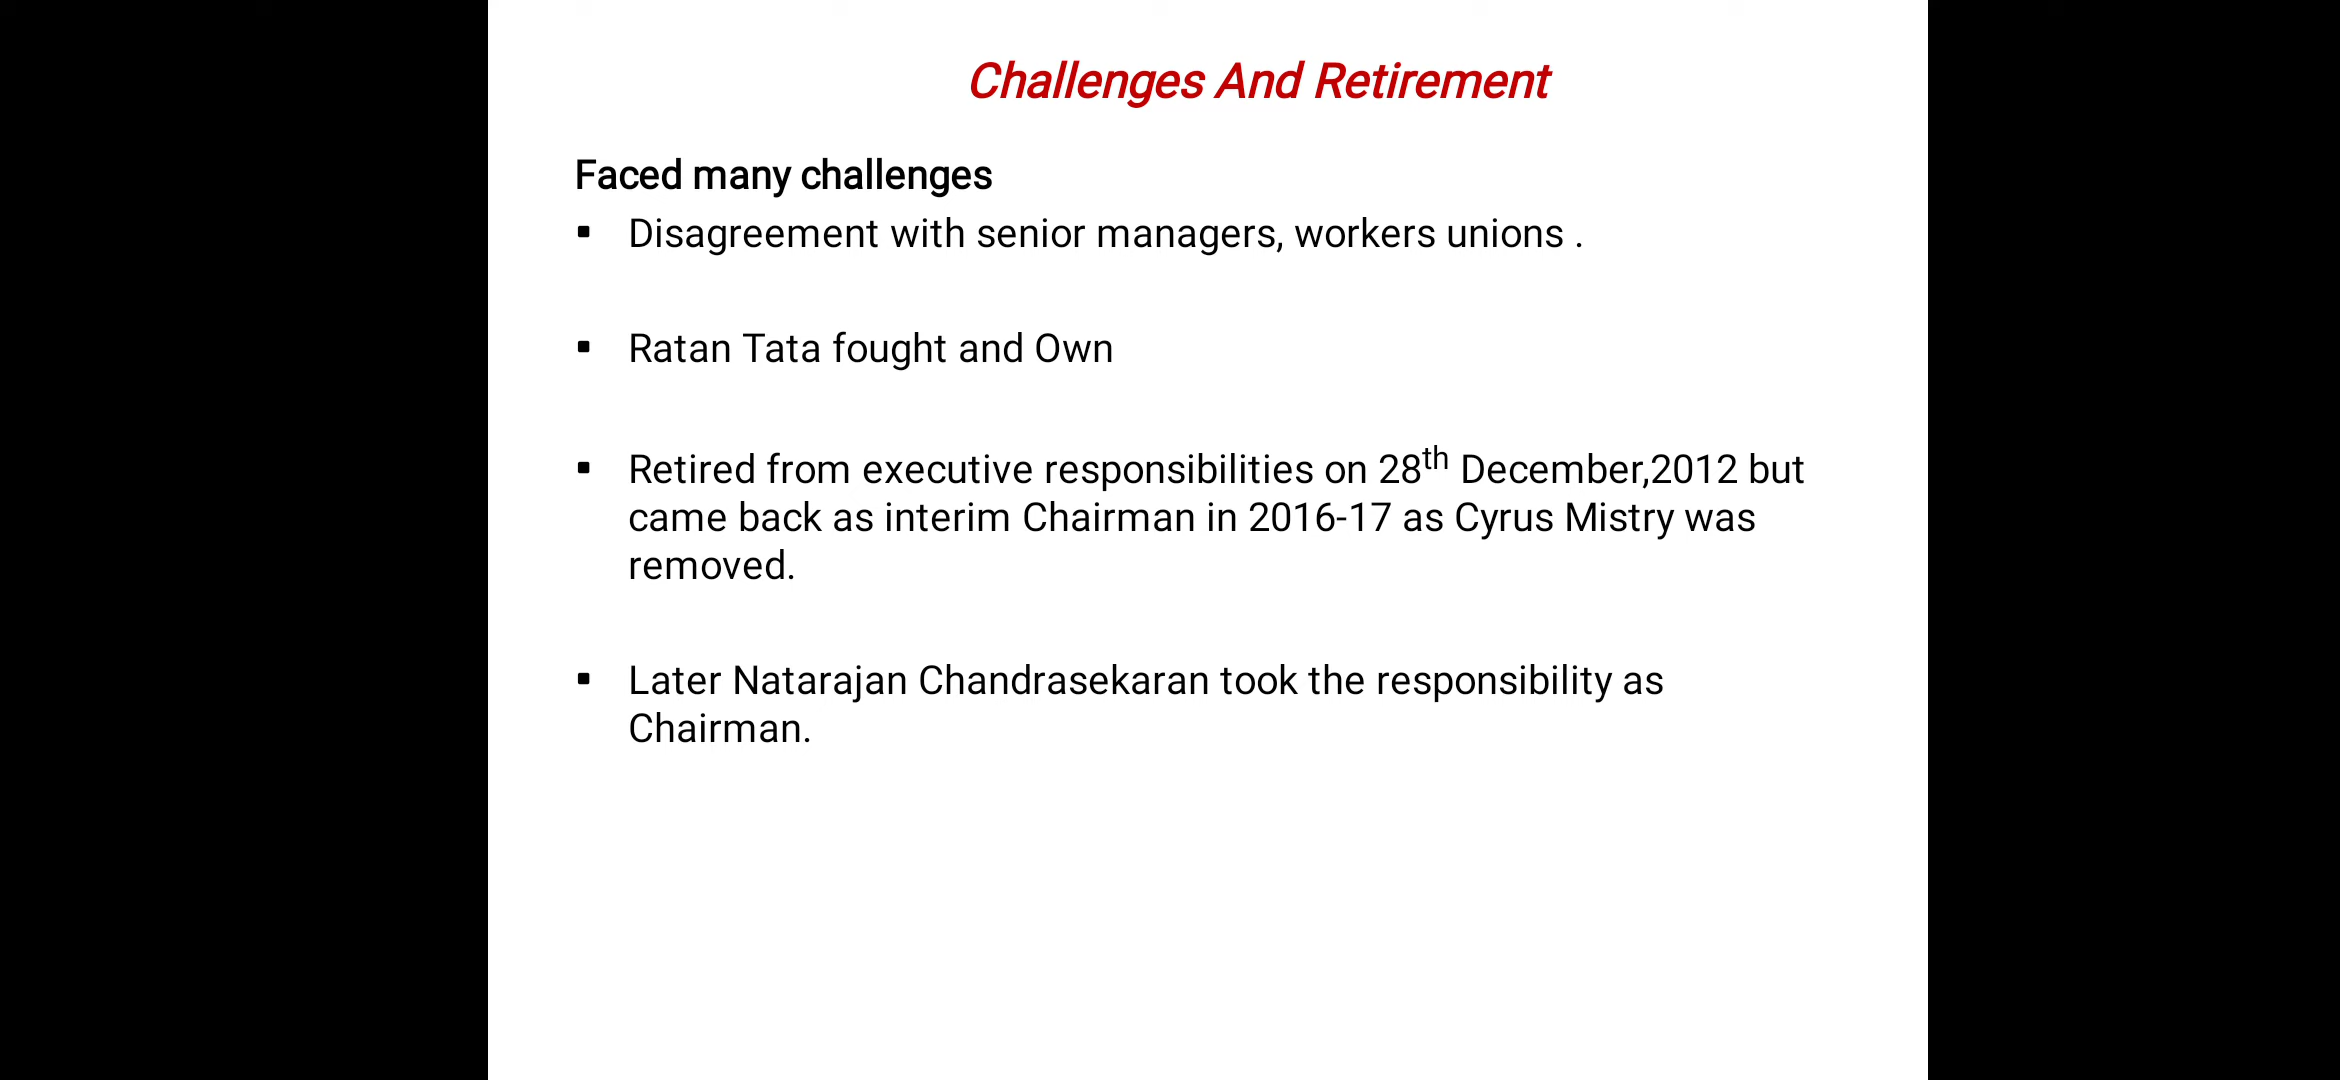 Challenges And Retirement
Faced many challenges
▪ Disagreement with senior managers, workers unions .
▪ Ratan Tata fought and Own
▪ Retired from executive responsibilities on 28th December,2012 but
came back as interim Chairman in 2016-17 as Cyrus Mistry was
removed.
▪ Later Natarajan Chandrasekaran took the responsibility as
Chairman.